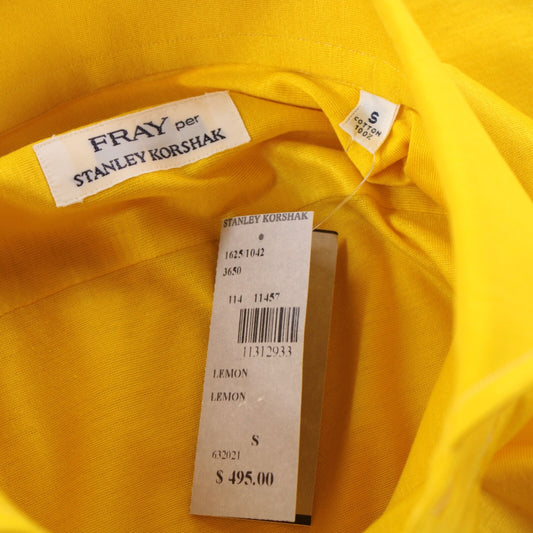 FRAY per
STANLEY KORSHAK
S
COTTON
100%
STANLEY KORSHAK
1625/1042
3650
114 11457
11312933
LEMON
LEMON
S
632021
$ 495.00